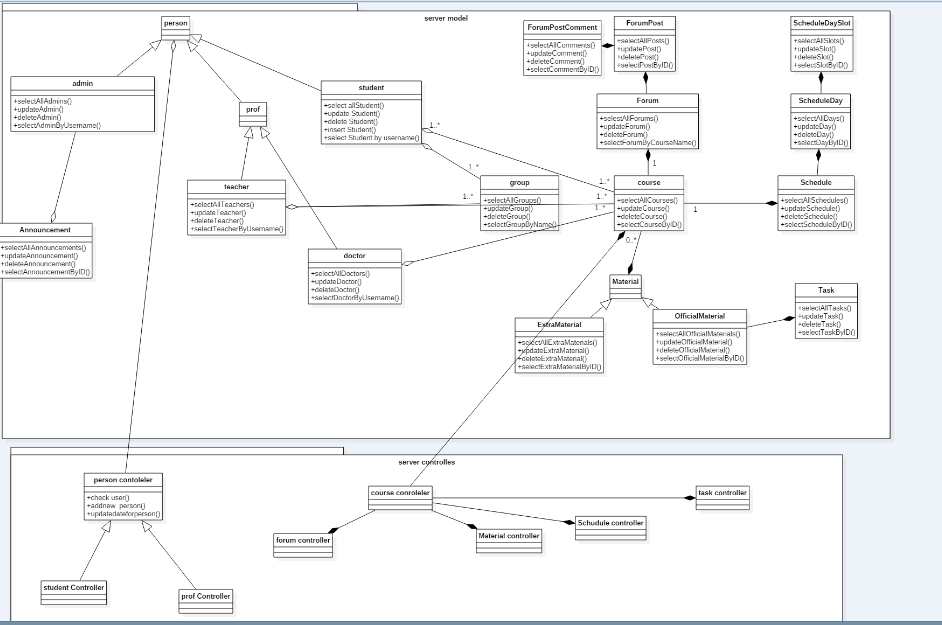 server model
person
ForumPostComment
+selectAllComments()
+updateComment()
+deleteComment()
+selectCommentByID()
ForumPost
+selectAllPosts()
+updatePost()
+deletePost()
+selectPostByID()
ScheduleDaySlot
+selectAllSlots()
+updateSlot()
+deleteSlot()
+selectSlotByID()
admin
+selectAllAdmins()
+updateAdmin()
+deleteAdmin()
+selectAdminByUsername()
prof
student
+select allStudent()
+update Student()
+delete Student()
+insert Student()
+select Student by username()
Forum
+selestAllForums()
+updateForum()
+deleteForum()
+selectForumByCourseName()
ScheduleDay
+selectAllDays()
+updateDay()
+deleteDay()
+selectDayByID()
1..*
1
1..*
1..*
teacher
+selectAllTeachers()
+updateTeacher()
+deleteTeacher()
+selectTeacherByUsername()
1..*
group
+selectAllGroups()
+updateGroup()
+deleteGroup()
+selectGroupByName()
1..*
1..*
course
+selectAllCourses()
+updateCourse()
+deleteCourse()
+selectCourseByID()
1
Schedule
+selectAllSchedules()
+updateSchedule()
+deleteSchedule()
+selectScheduleByID()
Announcement
+selectAllAnnouncements()
+updateAnnouncement()
+deleteAnnouncement()
+selectAnnouncementByID()
doctor
+selectAllDoctors()
+updateDoctor()
+deleteDoctor()
+selectDoctorByUsername()
0..*
Material
Task
+selectAllTasks()
+updateTask()
+deleteTask()
+selectTaskByID()
ExtraMaterial
+selectAllExtraMaterials()
+updateExtraMaterial()
+deleteExtraMaterial()
+selectExtraMaterialByID()
OfficialMaterial
+selectAllOfficialMaterials()
+updateOfficialMaterial()
+deleteOfficialMaterial()
+selectOfficialMaterialByID()
server controlles
person contoleler
+check user()
+addnew person()
+updatedateforperson()
course conroleler
task controller
forum controller
Material controller
Schudule controller
student Controller
prof Controller